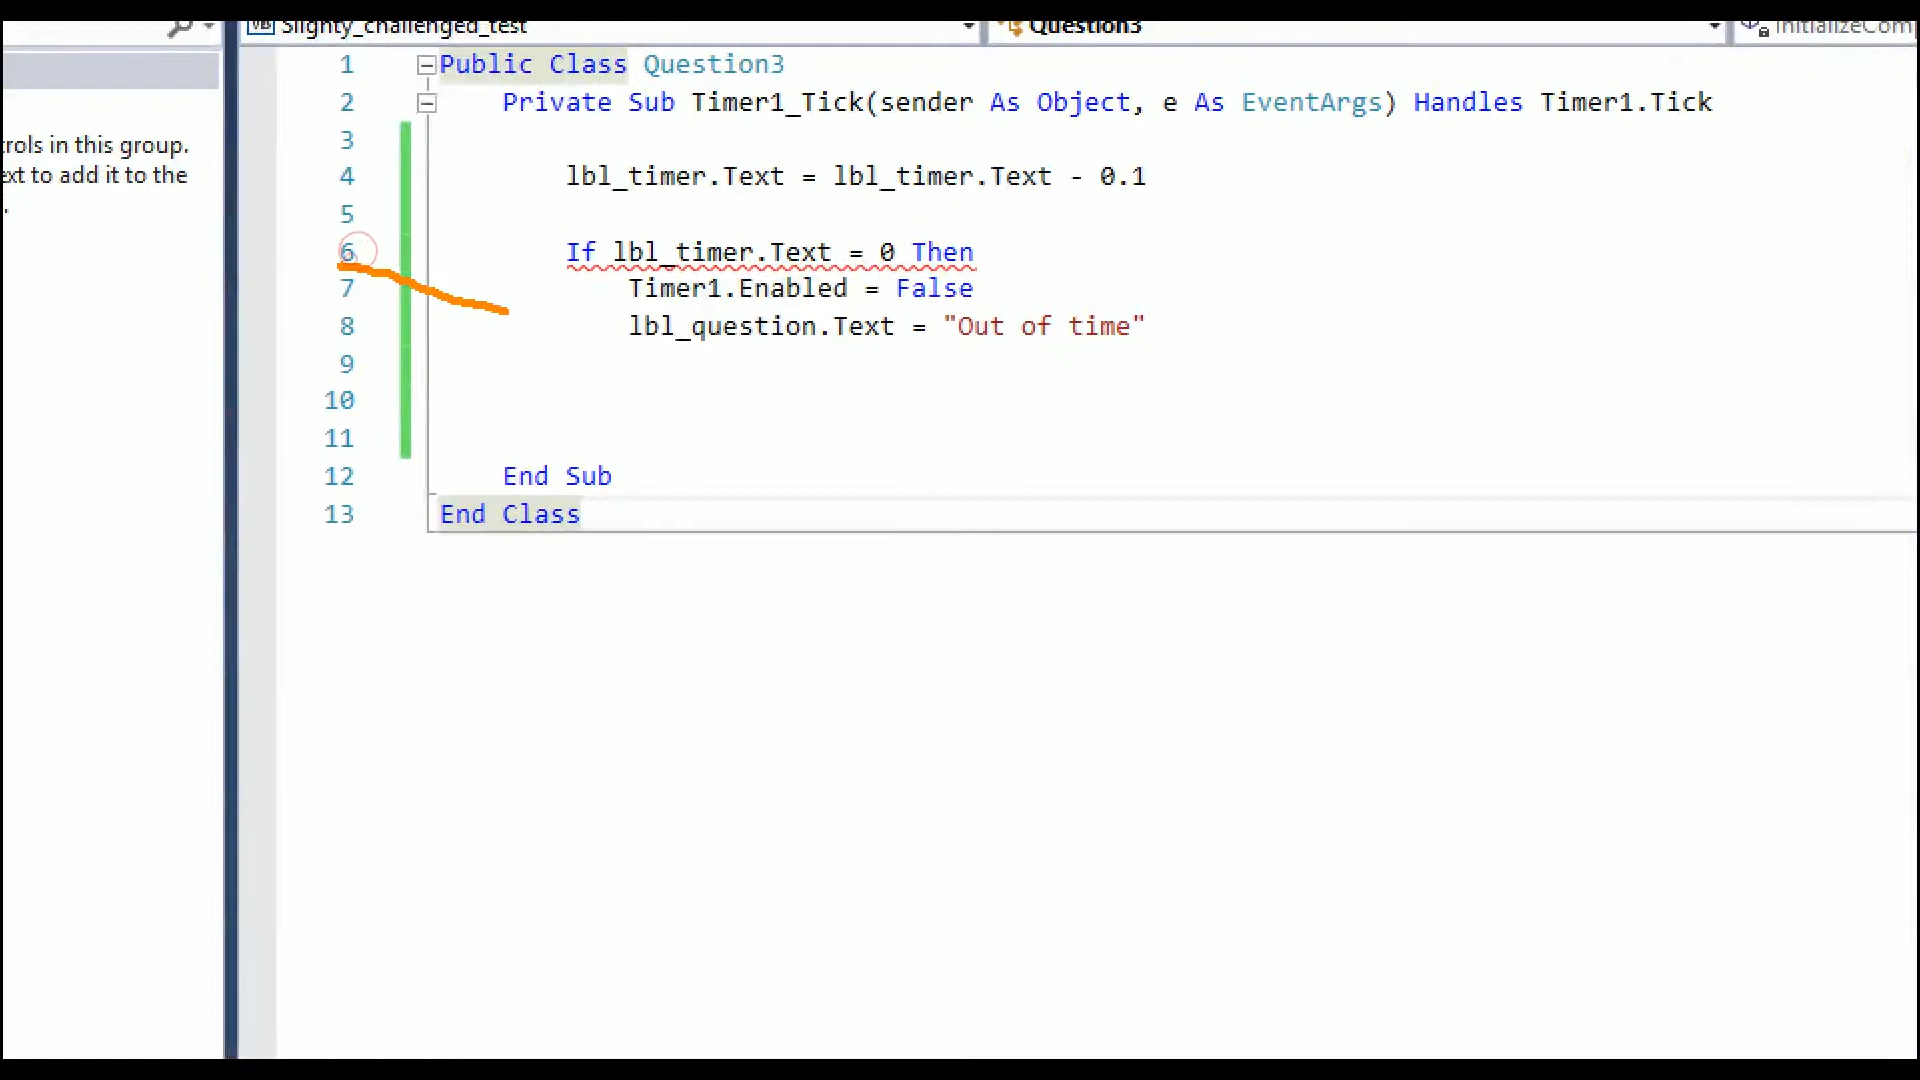 Slighty_challenged_test
Question3
InitializeComp
trols in this group.
ext to add it to the
.
1 Public Class Question3
2 Private Sub Timer1_Tick(sender As Object, e As EventArgs) Handles Timer1.Tick
3
4 lbl_timer.Text = lbl_timer.Text - 0.1
5
6 If lbl_timer.Text = 0 Then
7 Timer1.Enabled = False
8 lbl_question.Text = "Out of time"
9
10
11
12 End Sub
13 End Class